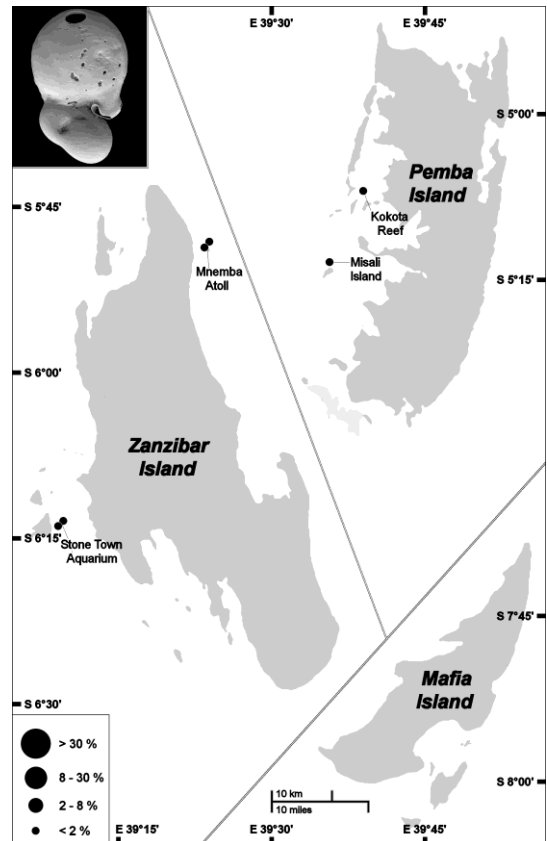 E 39°30'
E 39°45'
S 5°00'
Pemba
Island
Kokota
Reef
Misali
Island
S 5°15'
S 5°45'
Mnemba
Atoll
S 6°00'
Zanzibar
Island
S 6°15'
Stone Town
Aquarium
S 7°45'
Mafia
Island
S 6°30'
S 8°00'
> 30 %
8 - 30 %
2 - 8 %
< 2 %
10 km
10 miles
E 39°15'
E 39°30'
E 39°45'